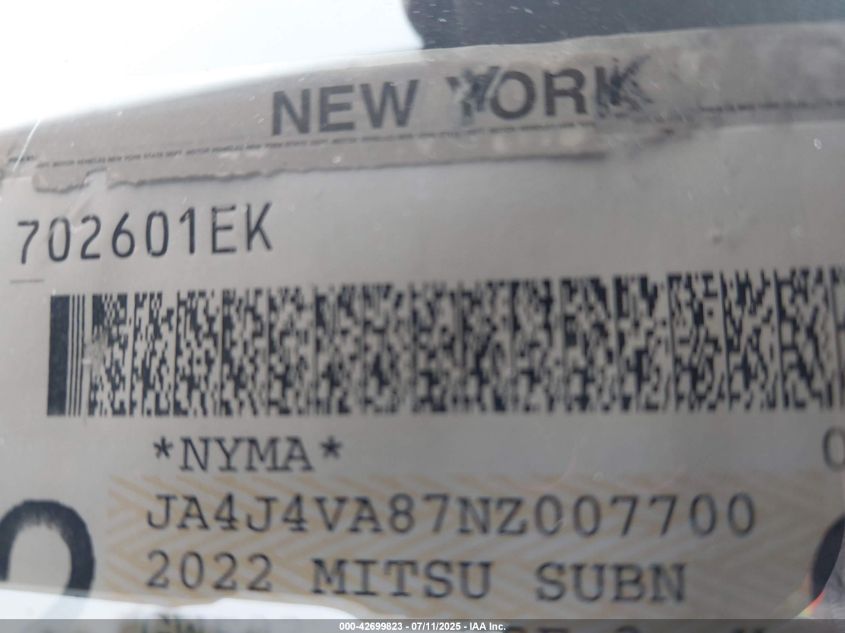 NEW YORK
702601EK
*NYMA*
JA4J4VA87NZ007700
2022 MITSU SUBN
000-42699823 - 07/11/2025 - IAA Inc.